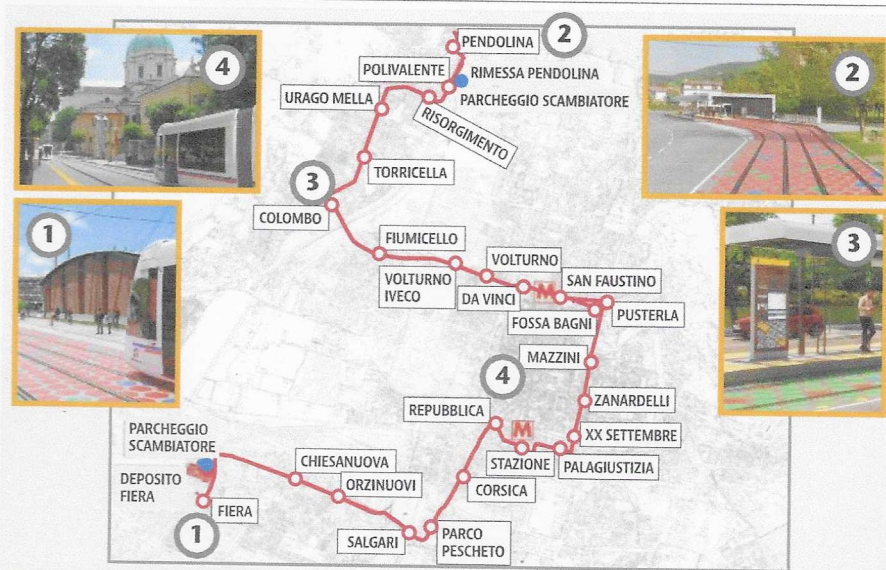 4
PENDOLINA
2
2
POLIVALENTE
RIMESSA PENDOLINA
URAGO MELLA
PARCHEGGIO SCAMBIATORE
RISORGIMENTO
TORRICELLA
3
COLOMBO
1
3
FIUMICELLO
VOLTURNO
VOLTURNO
IVECO
DA VINCI
M
SAN FAUSTINO
FOSSA BAGNI
PUSTERLA
MAZZINI
4
REPUBBLICA
ZANARDELLI
M
XX SETTEMBRE
STAZIONE
PALAGIUSTIZIA
PARCHEGGIO
SCAMBIATORE
CHIESANUOVA
DEPOSITO
FIERA
ORZINUOVI
CORSICA
FIERA
1
SALGARI
PARCO
PESCHETO